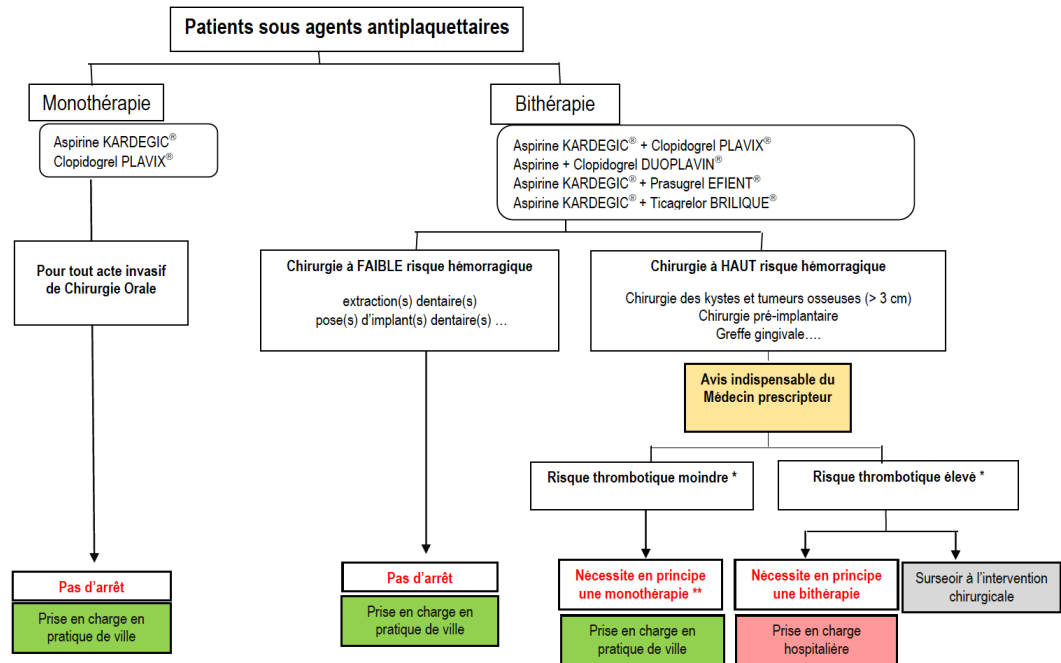 Patients sous agents antiplaquettaires
Monothérapie
Aspirine KARDEGIC®
Clopidogrel PLAVIX®
Pour tout acte invasif
de Chirurgie Orale
Pas d’arrêt
Prise en charge en
pratique de ville
Bithérapie
Aspirine KARDEGIC® + Clopidogrel PLAVIX®
Aspirine + Clopidogrel DUOPLAVIN®
Aspirine KARDEGIC® + Prasugrel EFIENT®
Aspirine KARDEGIC® + Ticagrelor BRILIQUE®
Chirurgie à FAIBLE risque hémorragique
extraction(s) dentaire(s)
pose(s) d’implant(s) dentaire(s) …
Pas d’arrêt
Prise en charge en
pratique de ville
Chirurgie à HAUT risque hémorragique
Chirurgie des kystes et tumeurs osseuses (> 3 cm)
Chirurgie pré-implantaire
Greffe gingivale….
Avis indispensable du
Médecin prescripteur
Risque thrombotique moindre *
Nécessite en principe
une monothérapie **
Prise en charge en
pratique de ville
Risque thrombotique élevé *
Nécessite en principe
une bithérapie
Prise en charge
hospitalière
Surseoir à l’intervention
chirurgicale